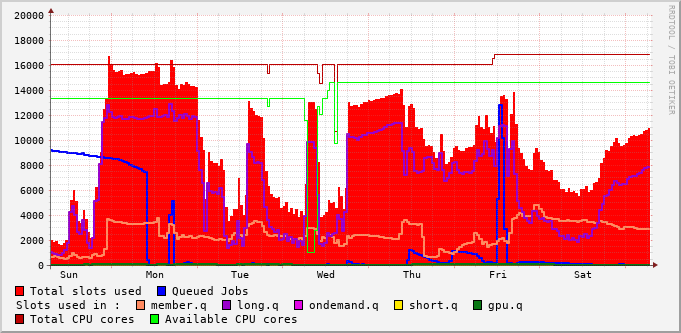 20000
18000
16000
14000
12000
10000
8000
6000
4000
2000
0
Sun Mon Tue Wed Thu Fri Sat
RRDTOOL / TOBI OETIKER
Total slots used Queued Jobs
Slots used in : member.q long.q ondemand.q short.q gpu.q
Total CPU cores Available CPU cores